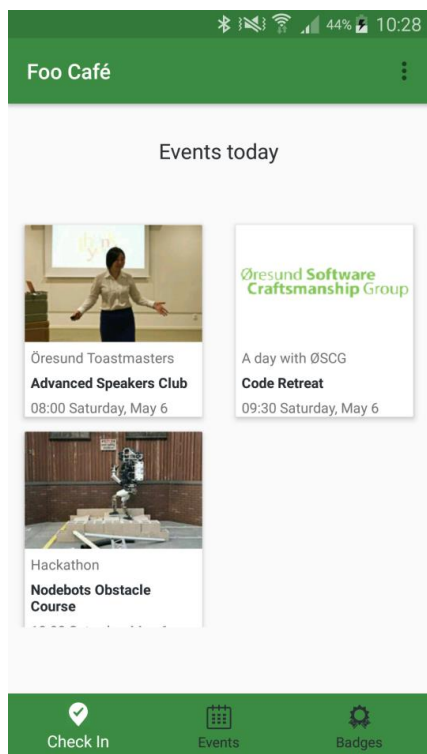 44% 10:28
Foo Café
Events today
Øresund Software
Craftsmanship Group
Öresund Toastmasters
Advanced Speakers Club
08:00 Saturday, May 6
A day with ØSCG
Code Retreat
09:30 Saturday, May 6
Hackathon
Nodebots Obstacle
Course
Check In
Events
Badges